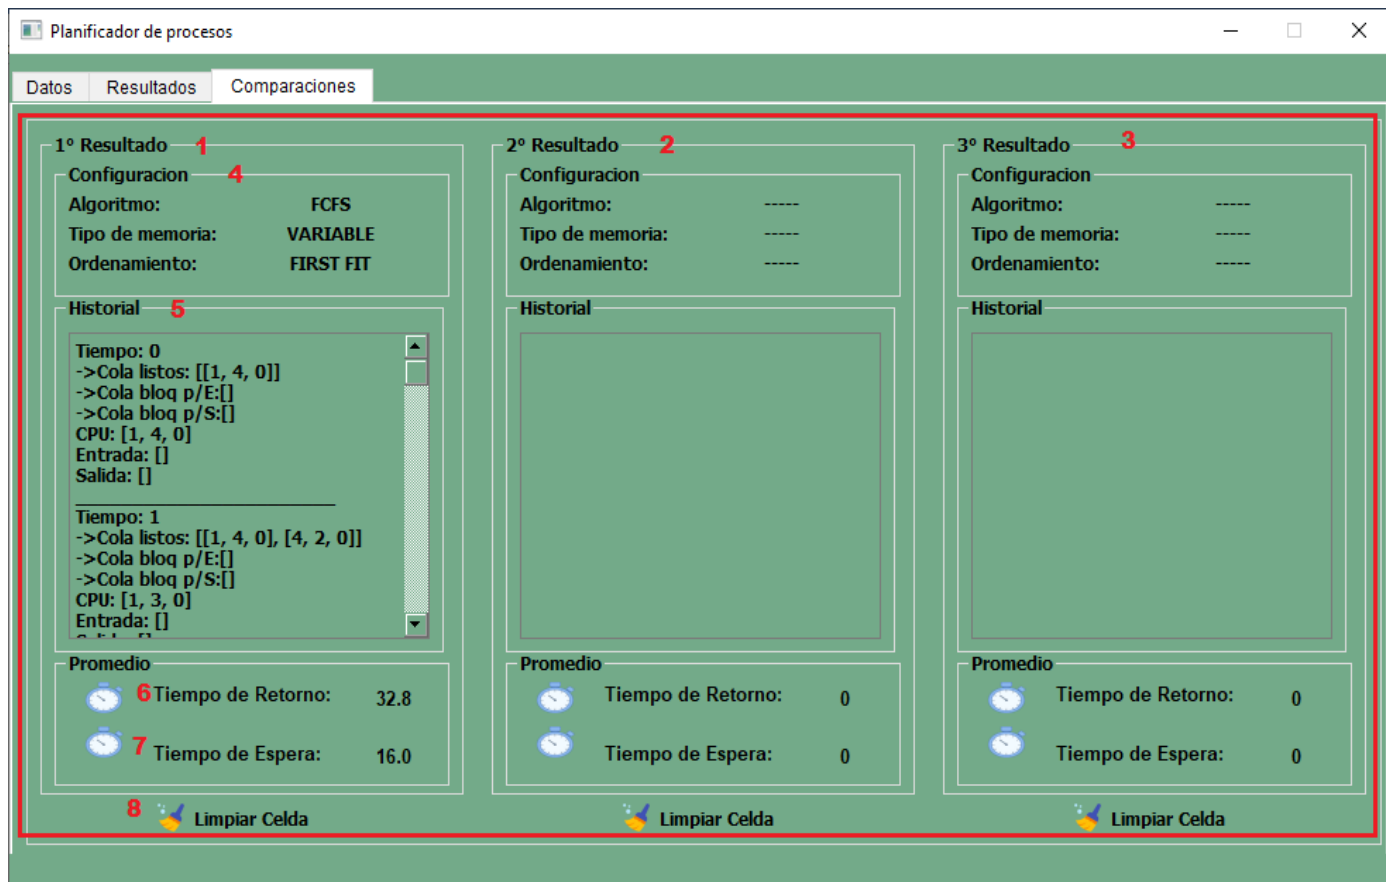 Planificador de procesos
Datos Resultados Comparaciones
1º Resultado 1
Configuracion 4
Algoritmo: FCFS
Tipo de memoria: VARIABLE
Ordenamiento: FIRST FIT
Historial 5
Tiempo: 0
->Cola listos: [[1, 4, 0]]
->Cola bloq p/E:[]
->Cola bloq p/S:[]
CPU: [1, 4, 0]
Entrada: []
Salida: []
___________________________
Tiempo: 1
->Cola listos: [[1, 4, 0], [4, 2, 0]]
->Cola bloq p/E:[]
->Cola bloq p/S:[]
CPU: [1, 3, 0]
Entrada: []
Promedio
6 Tiempo de Retorno: 32.8
7 Tiempo de Espera: 16.0
8 Limpiar Celda
2º Resultado 2
Configuracion
Algoritmo: -----
Tipo de memoria: -----
Ordenamiento: -----
Historial
Promedio
Tiempo de Retorno: 0
Tiempo de Espera: 0
Limpiar Celda
3º Resultado 3
Configuracion
Algoritmo: -----
Tipo de memoria: -----
Ordenamiento: -----
Historial
Promedio
Tiempo de Retorno: 0
Tiempo de Espera: 0
Limpiar Celda